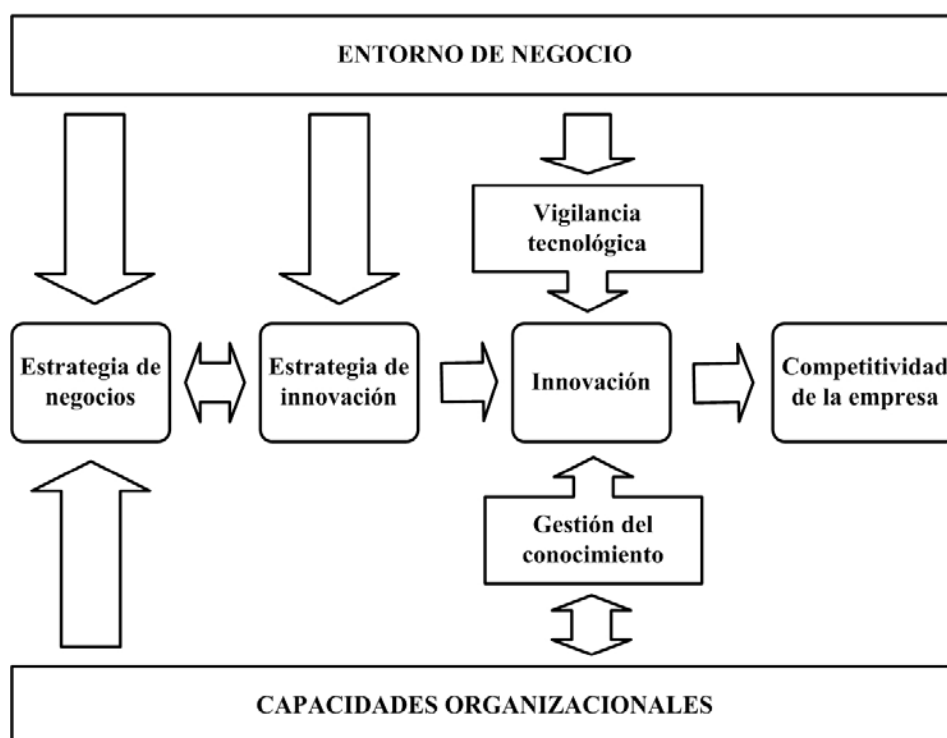 ENTORNO DE NEGOCIO
Vigilancia
tecnológica
Estrategia de
negocios
Estrategia de
innovación
Innovación
Competitividad
de la empresa
Gestión del
conocimiento
CAPACIDADES ORGANIZACIONALES